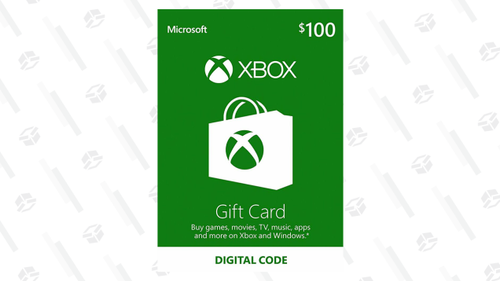 Microsoft
$100
XBOX
Gift Card
Buy games, movies, TV, music, apps
and more on Xbox and Windows.*
DIGITAL CODE